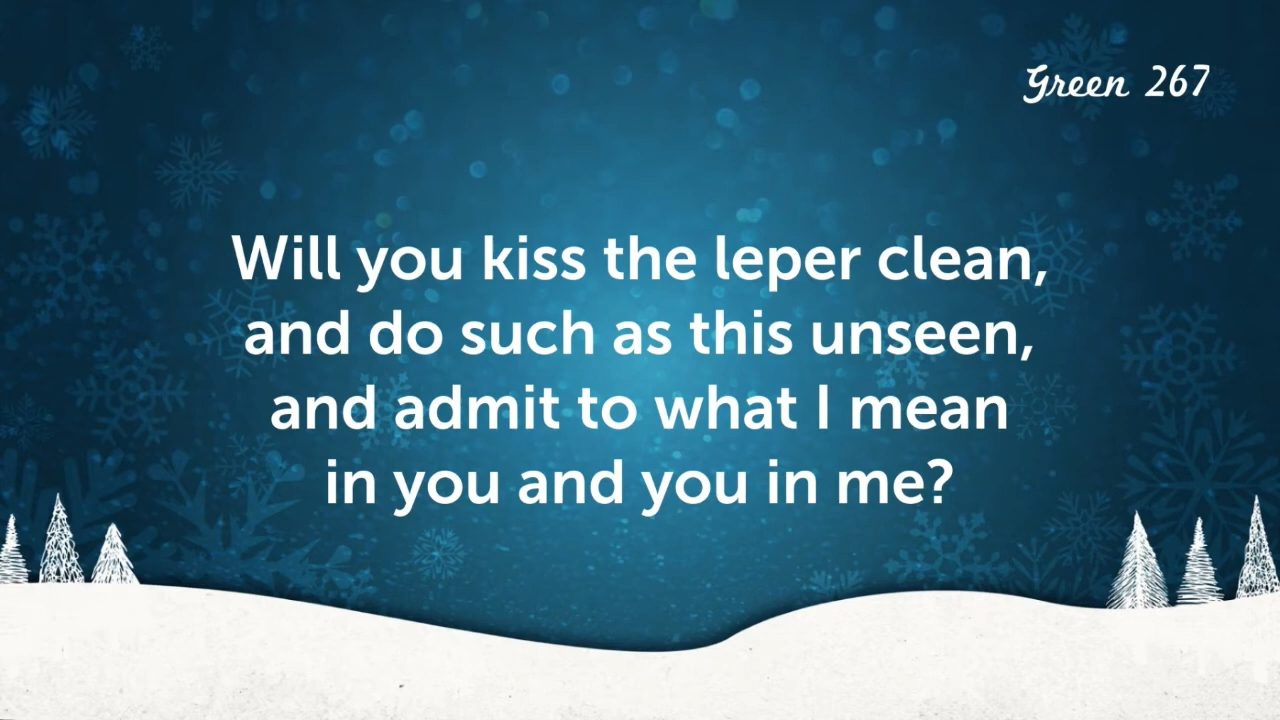 Green 267
Will you kiss the leper clean,
and do such as this unseen,
and admit to what I mean
in you and you in me?